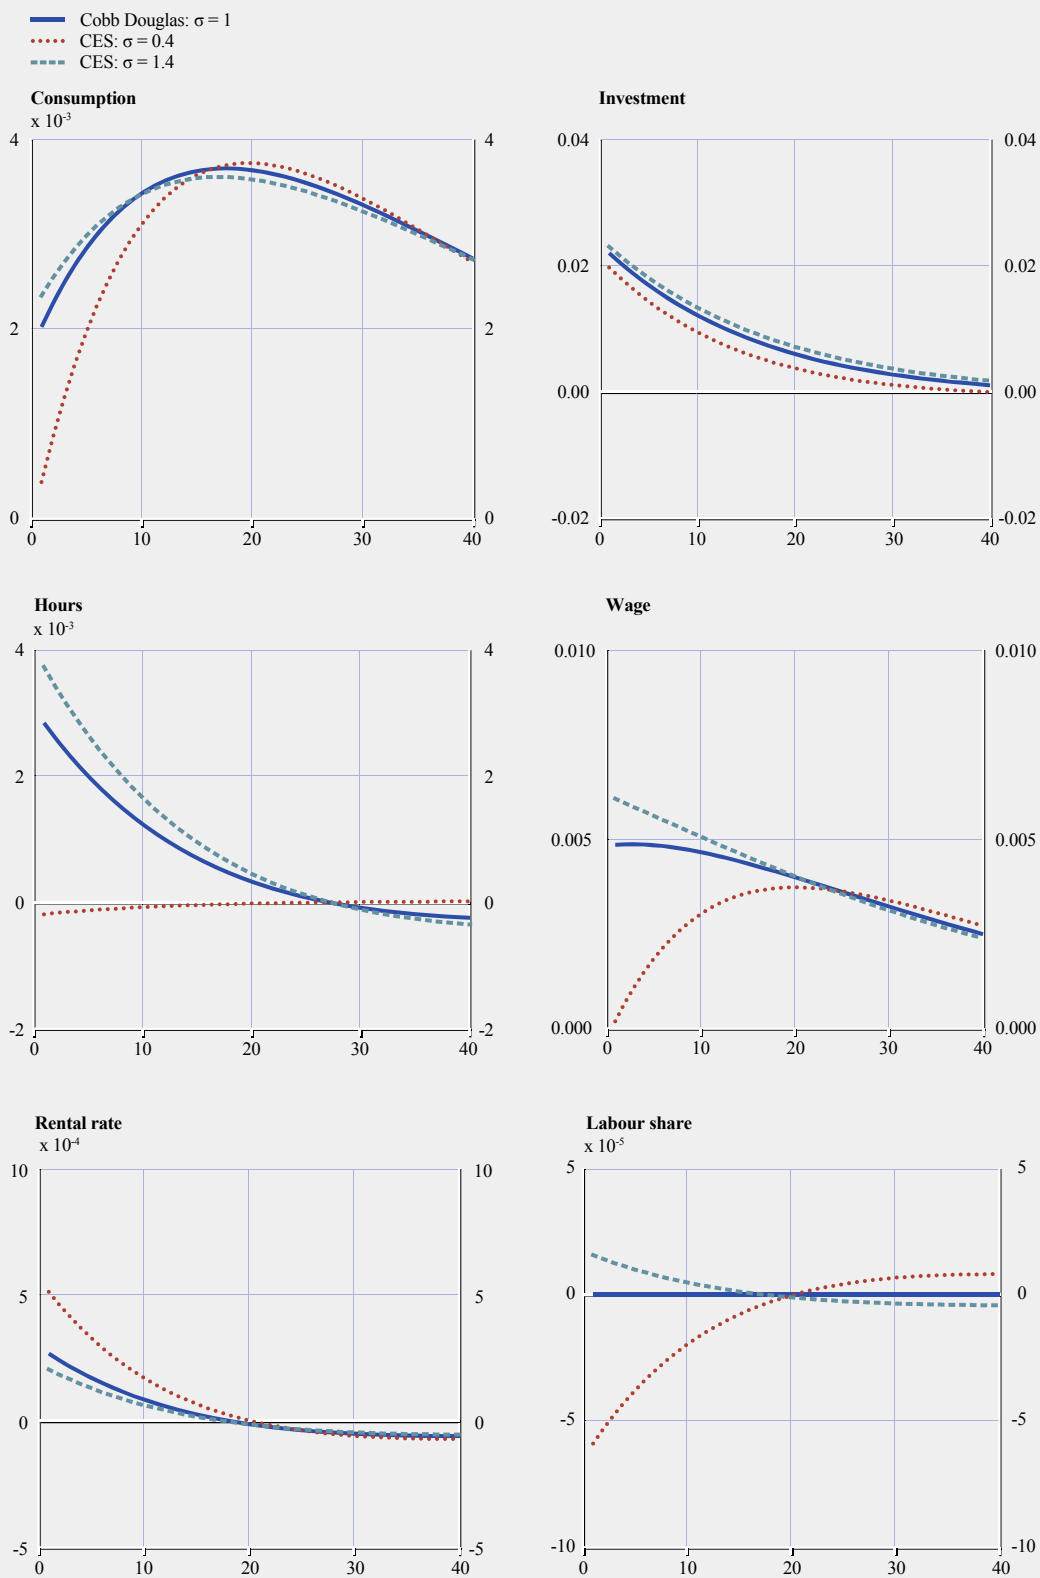 Cobb Douglas: σ = 1
CES: σ = 0.4
CES: σ = 1.4
Consumption
x 10-3
4 4
2 2
0 0
0 10 20 30 40
Investment
0.04 0.04
0.02 0.02
0.00 0.00
-0.02 -0.02
0 10 20 30 40
Hours
x 10-3
4 4
2 2
0 0
-2 -2
0 10 20 30 40
Wage
0.010 0.010
0.005 0.005
0.000 0.000
0 10 20 30 40
Rental rate
x 10-4
10 10
5 5
0 0
-5 -5
0 10 20 30 40
Labour share
x 10-5
5 5
0 0
-5 -5
-10 -10
0 10 20 30 40